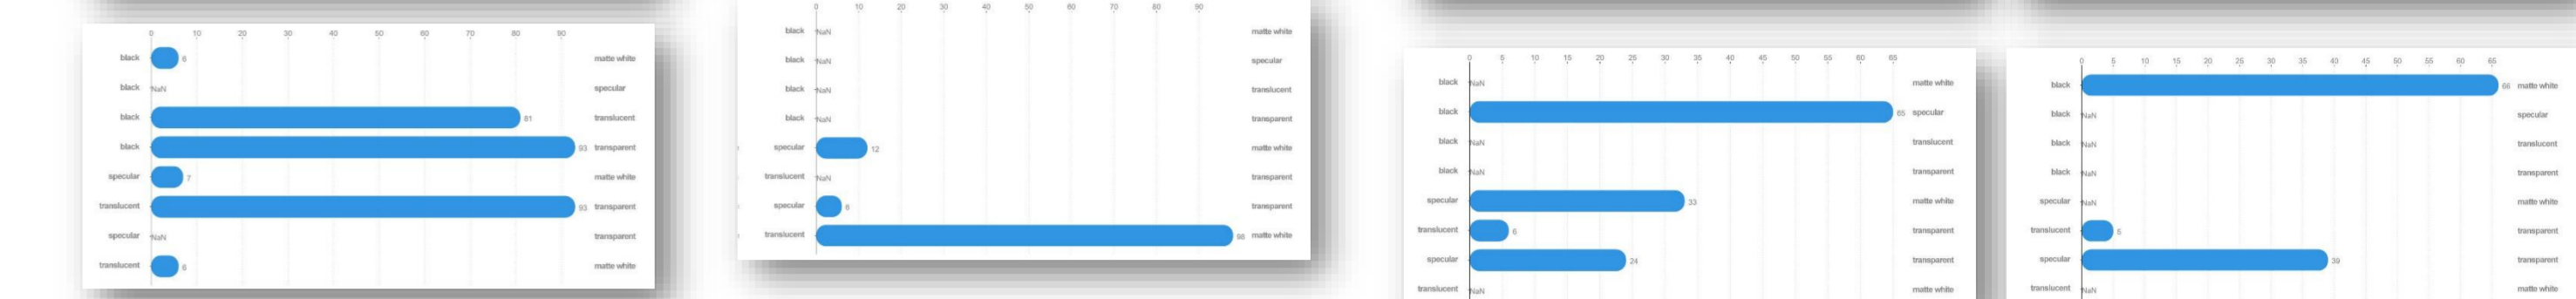 0 10 20 30 40 50 60 70 80 90
black 6 matte white
black NaN specular
black 81 translucent
black 93 transparent
specular 7 matte white
translucent 93 transparent
specular NaN transparent
translucent 6 matte white
0 10 20 30 40 50 60 70 80 90
black NaN matte white
black NaN specular
black NaN translucent
black NaN transparent
specular 12 matte white
translucent NaN transparent
specular 6 transparent
translucent 98 matte white
0 5 10 15 20 25 30 35 40 45 50 55 60 65
black NaN matte white
black 65 specular
black NaN translucent
black NaN transparent
specular 33 matte white
translucent 6 transparent
specular 24 transparent
translucent NaN matte white
0 5 10 15 20 25 30 35 40 45 50 55 60 65
black 66 matte white
black NaN specular
black NaN translucent
black NaN transparent
specular NaN matte white
translucent 5 transparent
specular 39 transparent
translucent NaN matte white